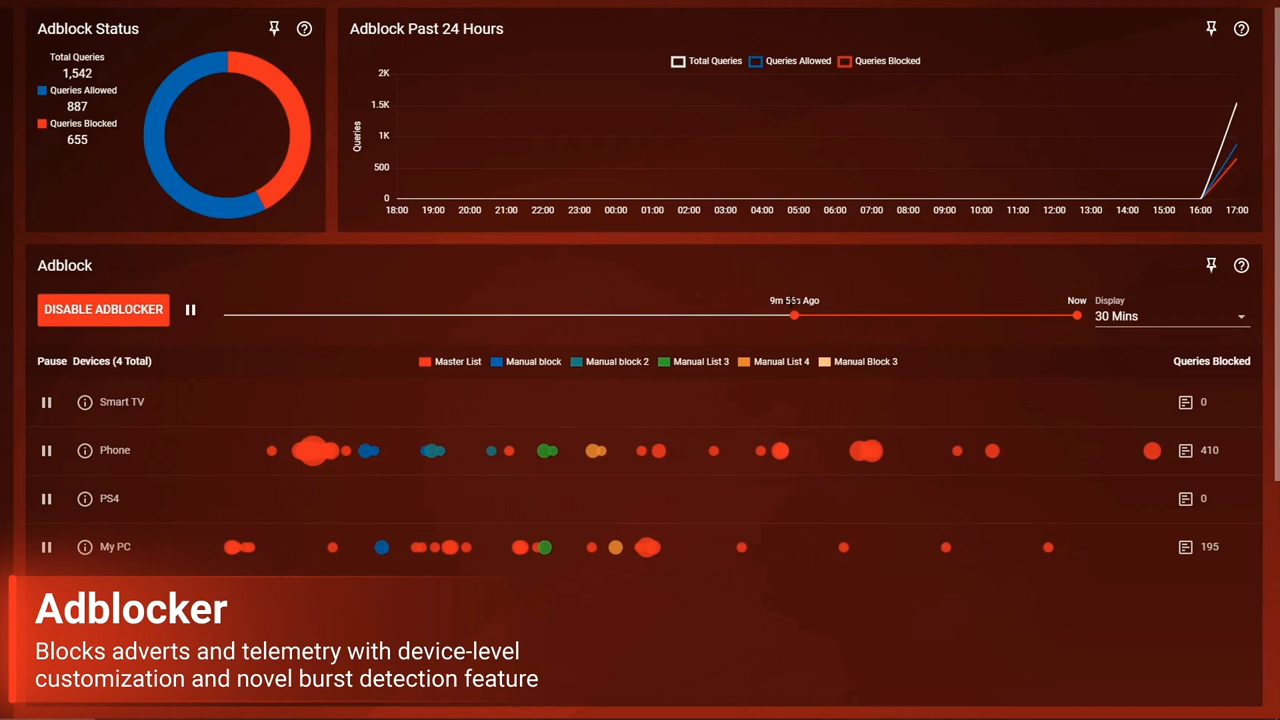 Adblock Status
Total Queries
1,542
Queries Allowed
887
Queries Blocked
655
Adblock Past 24 Hours
Total Queries Queries Allowed Queries Blocked
Queries
2K
1.5K
1K
500
0
18:00 19:00 20:00 21:00 22:00 23:00 00:00 01:00 02:00 03:00 04:00 05:00 06:00 07:00 08:00 09:00 10:00 11:00 12:00 13:00 14:00 15:00 16:00 17:00
Adblock
DISABLE ADBLOCKER
9m Ago
Now
Display
30 Mins
Pause Devices (4 Total)
Master List Manual block Manual block 2 Manual List 3 Manual List 4 Manual Block 3
Queries Blocked
Smart TV 0
Phone 410
PS4 0
My PC 195
Adblocker
Blocks adverts and telemetry with device-level
customization and novel burst detection feature